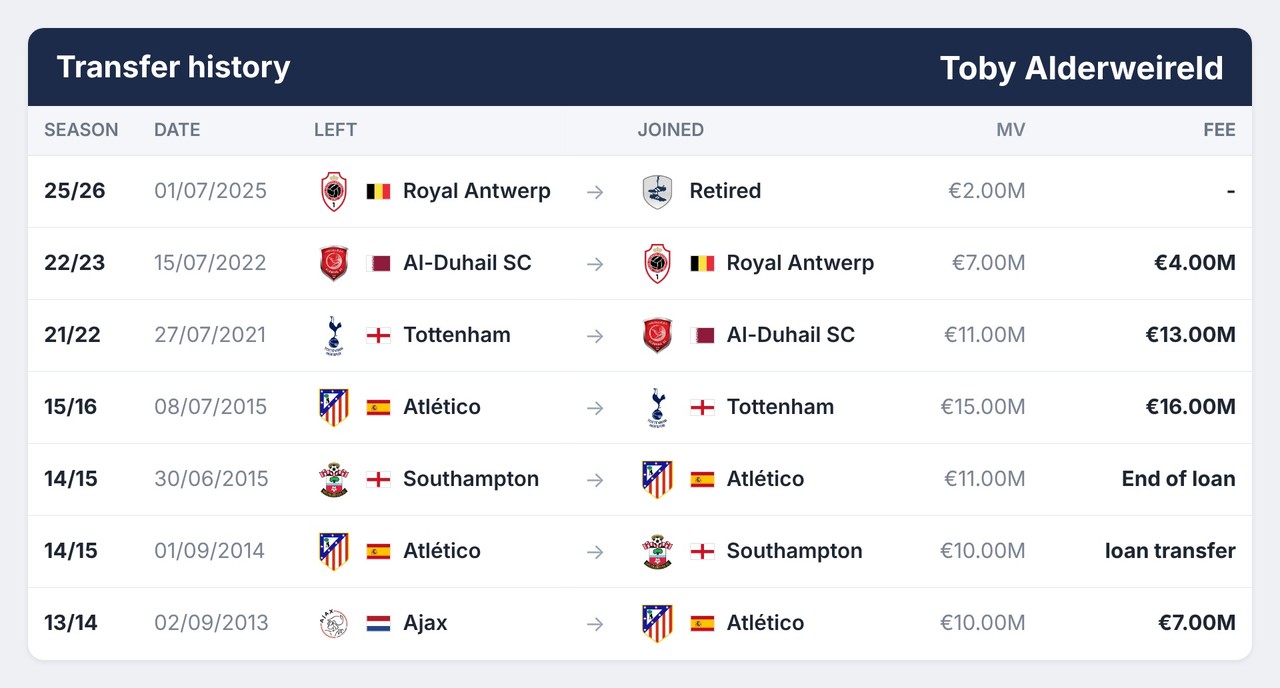 Transfer history Toby Alderweireld
SEASON DATE LEFT JOINED MV FEE
25/26 01/07/2025 Royal Antwerp → Retired €2.00M -
22/23 15/07/2022 Al-Duhail SC → Royal Antwerp €7.00M €4.00M
21/22 27/07/2021 Tottenham → Al-Duhail SC €11.00M €13.00M
15/16 08/07/2015 Atlético → Tottenham €15.00M €16.00M
14/15 30/06/2015 Southampton → Atlético €11.00M End of loan
14/15 01/09/2014 Atlético → Southampton €10.00M loan transfer
13/14 02/09/2013 Ajax → Atlético €10.00M €7.00M